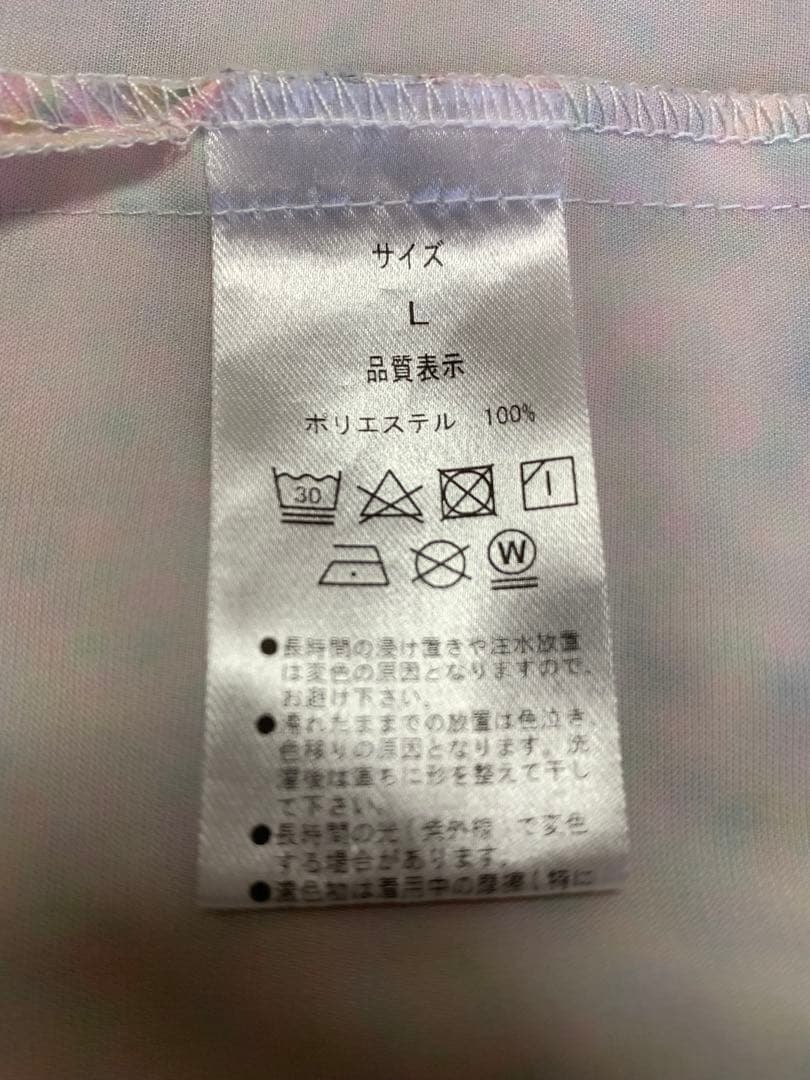 サイズ
L
品質表示
ポリエステル 100%
30
W
●長時間の浸け置きや注水放置
は変色の原因となりますので、
お避け下さい。
●濡れたままでの放置は色泣き、
色移りの原因となります。洗
濯後は直ちに形を整えて干し
て下さい。
●長時間の光(紫外線)で変色
する場合があります。
●濃色物は着用中の摩擦(特に